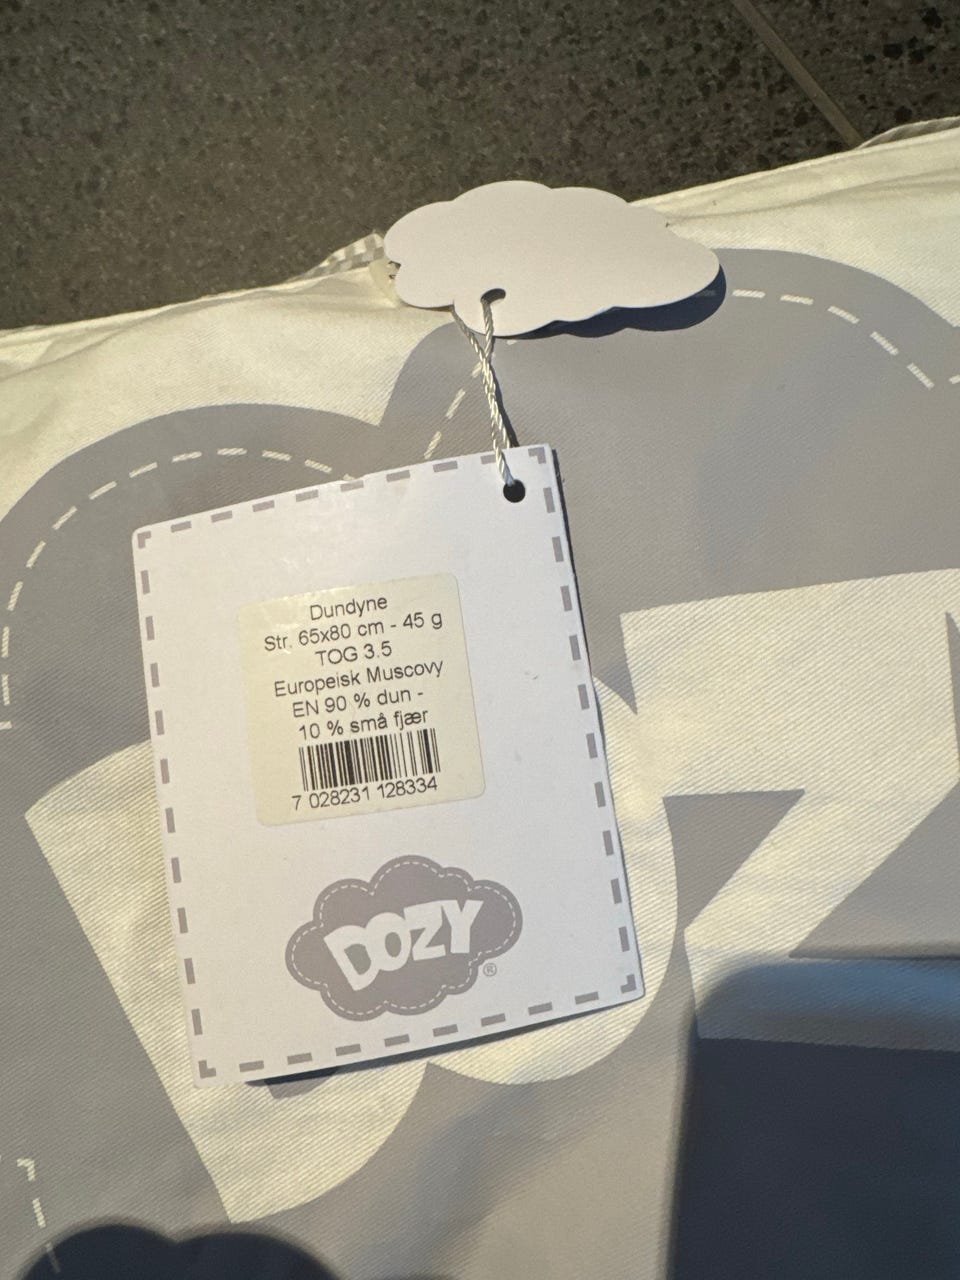 Dundyne
Str. 65x80 cm - 45 g
TOG 3.5
Europeisk Muscovy
EN 90 % dun -
10 % små fjær
7 028231 128334
DOZY
®